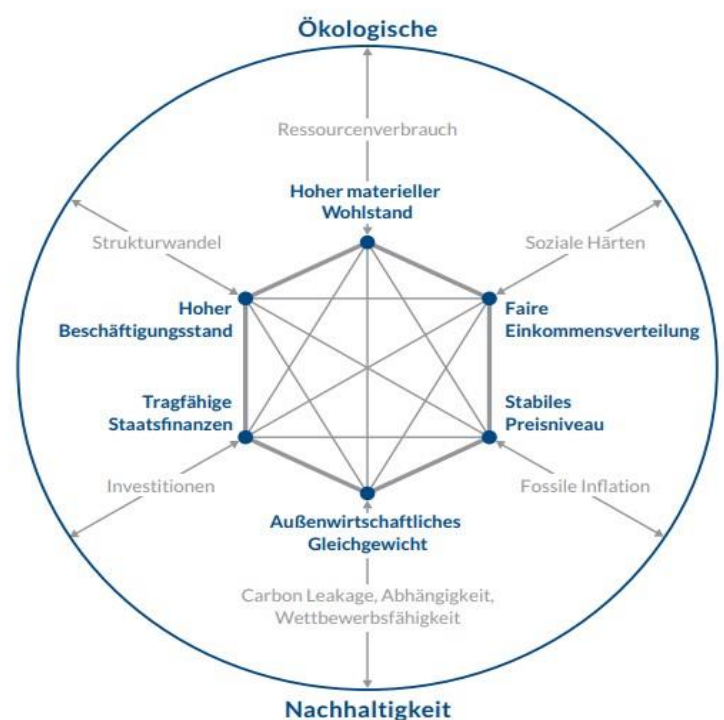 Ökologische
Ressourcenverbrauch
Hoher materieller
Wohlstand
Strukturwandel
Soziale Härten
Hoher
Beschäftigungsstand
Faire
Einkommensverteilung
Tragfähige
Staatsfinanzen
Stabiles
Preisniveau
Investitionen
Fossile Inflation
Außenwirtschaftliches
Gleichgewicht
Carbon Leakage, Abhängigkeit,
Wettbewerbsfähigkeit
Nachhaltigkeit